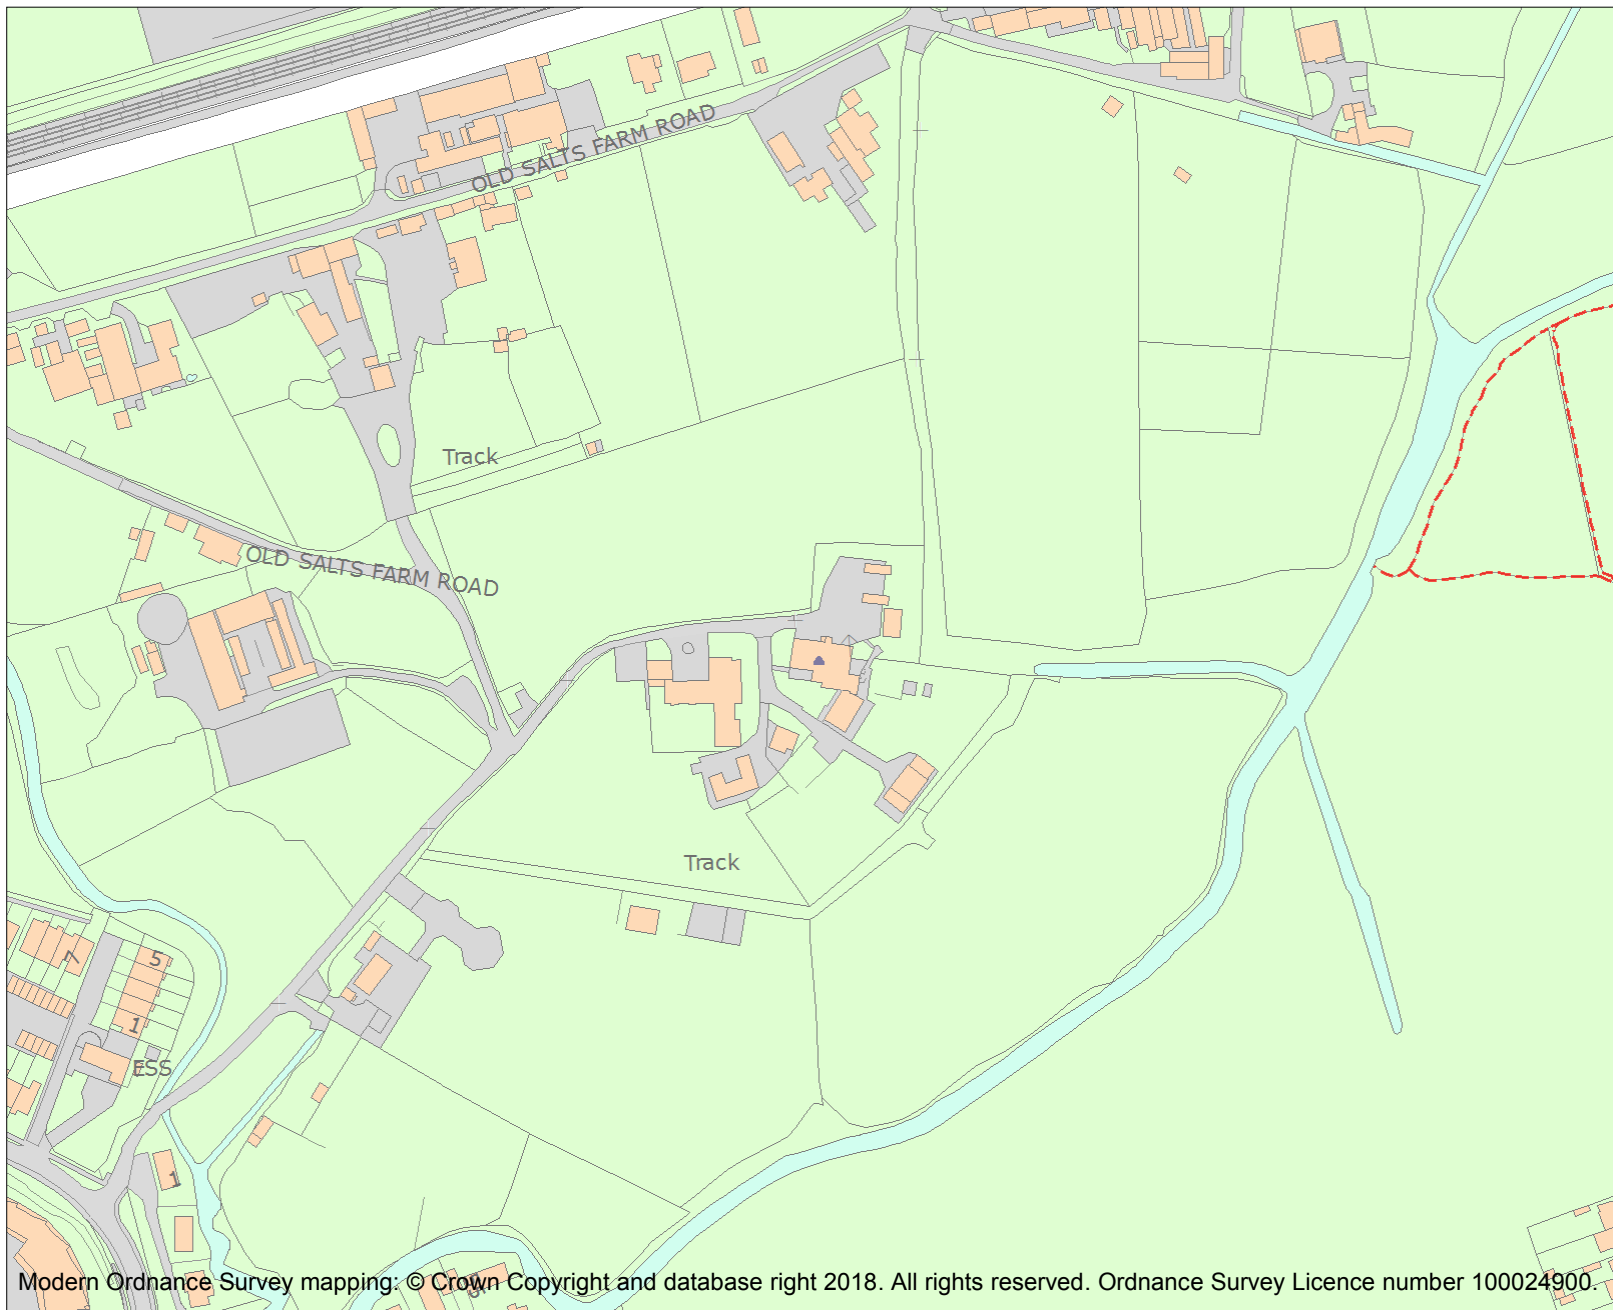 OLD SALTS FARM ROAD
Track
OLD SALTS FARM ROAD
Track
7
5
1
ESS
1
Modern Ordnance Survey mapping: © Crown Copyright and database right 2018. All rights reserved. Ordnance Survey Licence number 100024900.